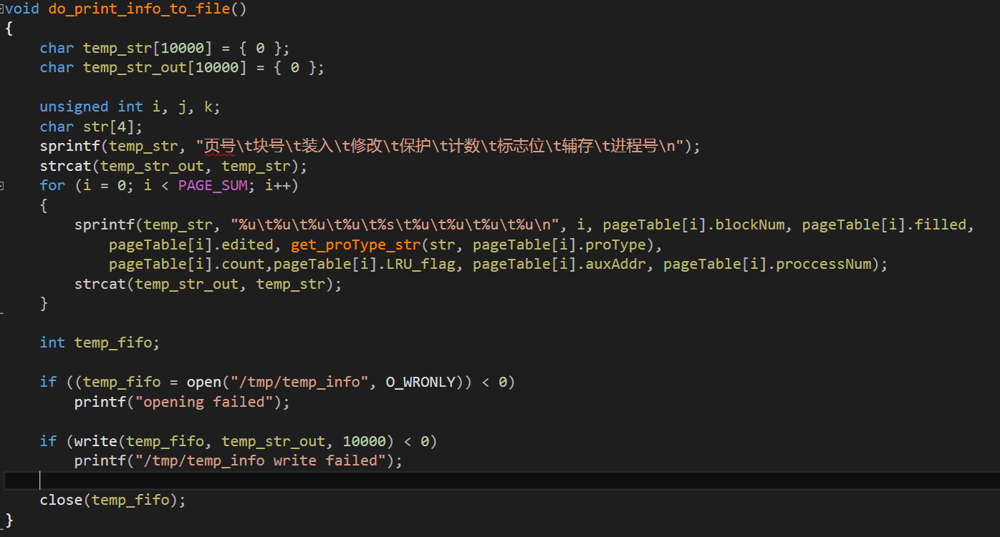 void do_print_info_to_file()
{
    char temp_str[10000] = { 0 };
    char temp_str_out[10000] = { 0 };

    unsigned int i, j, k;
    char str[4];
    sprintf(temp_str, "页号\t块号\t装入\t修改\t保护\t计数\t标志位\t辅存\t进程号\n");
    strcat(temp_str_out, temp_str);
    for (i = 0; i < PAGE_SUM; i++)
    {
        sprintf(temp_str, "%u\t%u\t%u\t%u\t%s\t%u\t%u\t%u\t%u\n", i, pageTable[i].blockNum, pageTable[i].filled,
            pageTable[i].edited, get_proType_str(str, pageTable[i].proType),
            pageTable[i].count,pageTable[i].LRU_flag, pageTable[i].auxAddr, pageTable[i].proccessNum);
        strcat(temp_str_out, temp_str);
    }

    int temp_fifo;

    if ((temp_fifo = open("/tmp/temp_info", O_WRONLY)) < 0)
        printf("opening failed");

    if (write(temp_fifo, temp_str_out, 10000) < 0)
        printf("/tmp/temp_info write failed");

    close(temp_fifo);
}